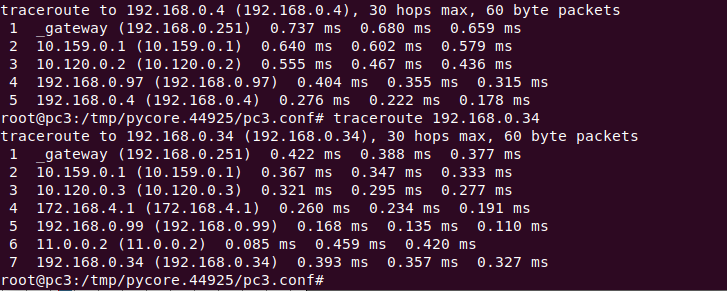 traceroute to 192.168.0.4 (192.168.0.4), 30 hops max, 60 byte packets
 1  _gateway (192.168.0.251)  0.737 ms  0.680 ms  0.659 ms
 2  10.159.0.1 (10.159.0.1)  0.640 ms  0.602 ms  0.579 ms
 3  10.120.0.2 (10.120.0.2)  0.555 ms  0.467 ms  0.436 ms
 4  192.168.0.97 (192.168.0.97)  0.404 ms  0.355 ms  0.315 ms
 5  192.168.0.4 (192.168.0.4)  0.276 ms  0.222 ms  0.178 ms
root@pc3:/tmp/pycore.44925/pc3.conf# traceroute 192.168.0.34
traceroute to 192.168.0.34 (192.168.0.34), 30 hops max, 60 byte packets
 1  _gateway (192.168.0.251)  0.422 ms  0.388 ms  0.377 ms
 2  10.159.0.1 (10.159.0.1)  0.367 ms  0.347 ms  0.333 ms
 3  10.120.0.3 (10.120.0.3)  0.321 ms  0.295 ms  0.277 ms
 4  172.168.4.1 (172.168.4.1)  0.260 ms  0.234 ms  0.191 ms
 5  192.168.0.99 (192.168.0.99)  0.168 ms  0.135 ms  0.110 ms
 6  11.0.0.2 (11.0.0.2)  0.085 ms  0.459 ms  0.420 ms
 7  192.168.0.34 (192.168.0.34)  0.393 ms  0.357 ms  0.327 ms
root@pc3:/tmp/pycore.44925/pc3.conf#